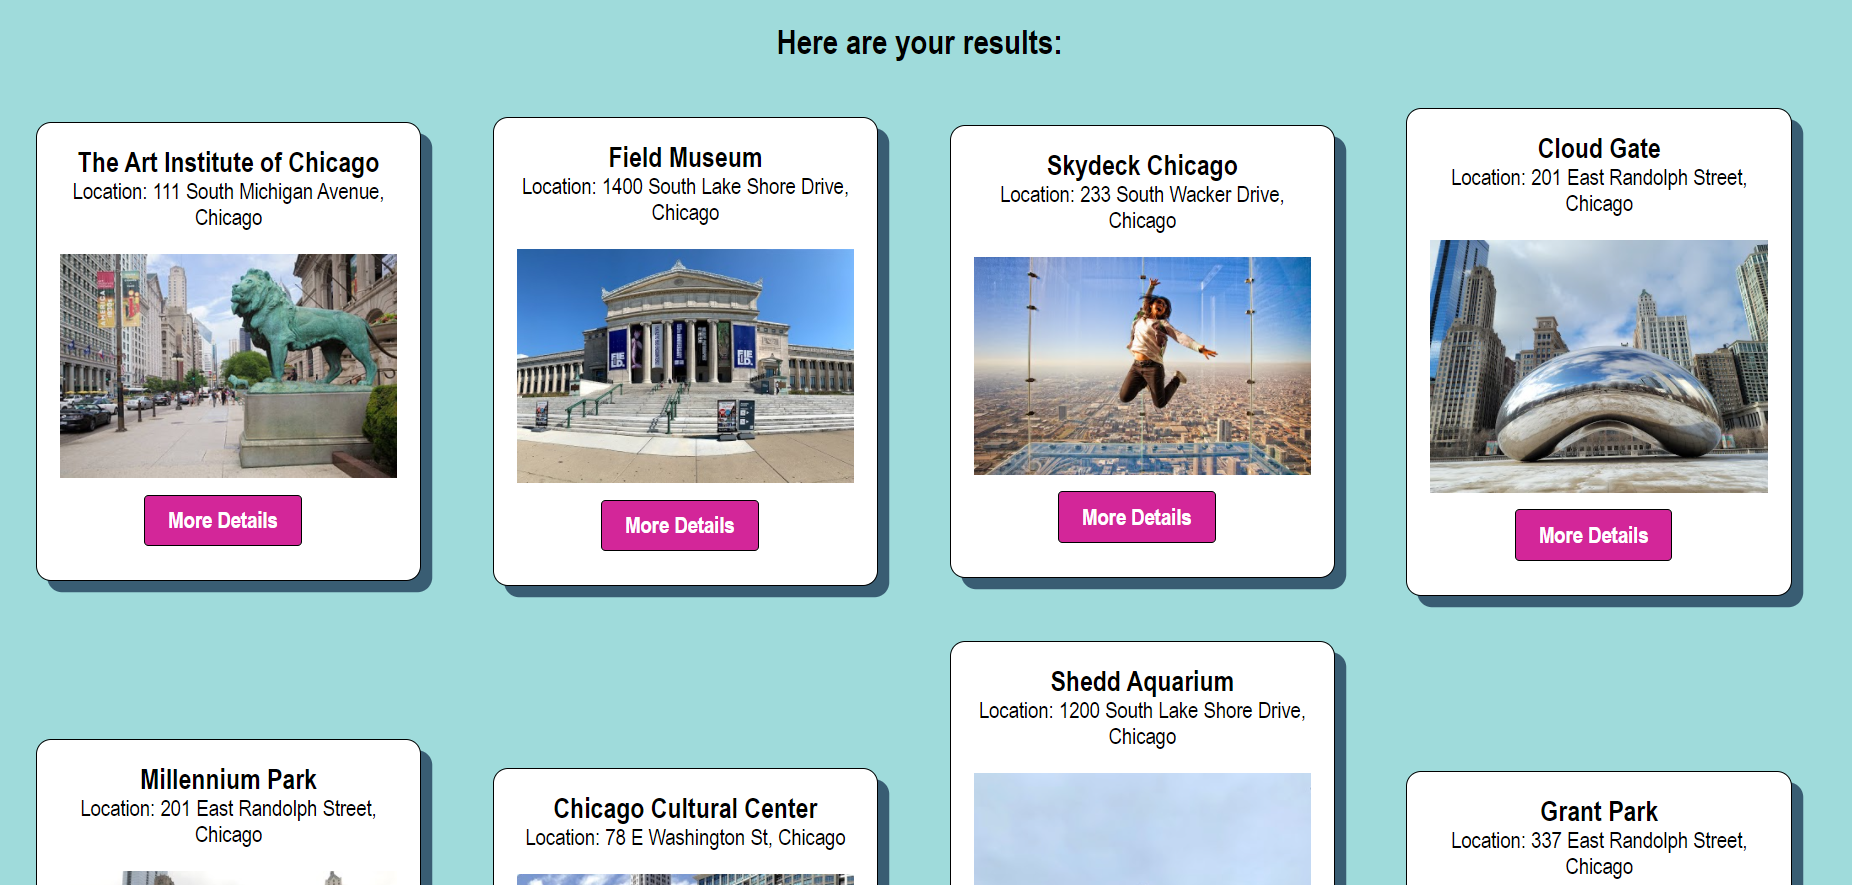 Here are your results:
The Art Institute of Chicago
Location: 111 South Michigan Avenue,
Chicago
More Details
Field Museum
Location: 1400 South Lake Shore Drive,
Chicago
FIELD.
FIELD.
More Details
Skydeck Chicago
Location: 233 South Wacker Drive,
Chicago
More Details
Cloud Gate
Location: 201 East Randolph Street,
Chicago
More Details
Millennium Park
Location: 201 East Randolph Street,
Chicago
Chicago Cultural Center
Location: 78 E Washington St, Chicago
Shedd Aquarium
Location: 1200 South Lake Shore Drive,
Chicago
Grant Park
Location: 337 East Randolph Street,
Chicago